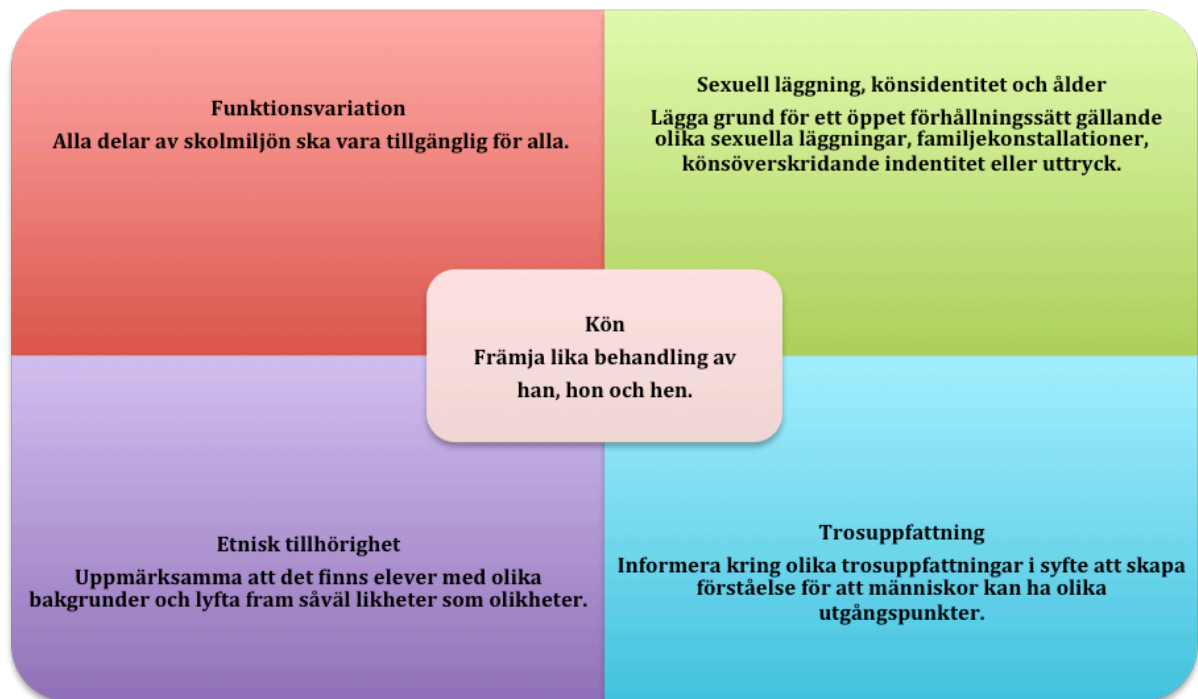 Funktionsvariation
Alla delar av skolmiljön ska vara tillgänglig för alla.
Sexuell läggning, könsidentitet och ålder
Lägga grund för ett öppet förhållningssätt gällande
olika sexuella läggningar, familjekonstallationer,
könsöverskridande indentitet eller uttryck.
Kön
Främja lika behandling av
han, hon och hen.
Etnisk tillhörighet
Uppmärksamma att det finns elever med olika
bakgrunder och lyfta fram såväl likheter som olikheter.
Trosuppfattning
Informera kring olika trosuppfattningar i syfte att skapa
förståelse för att människor kan ha olika
utgångspunkter.